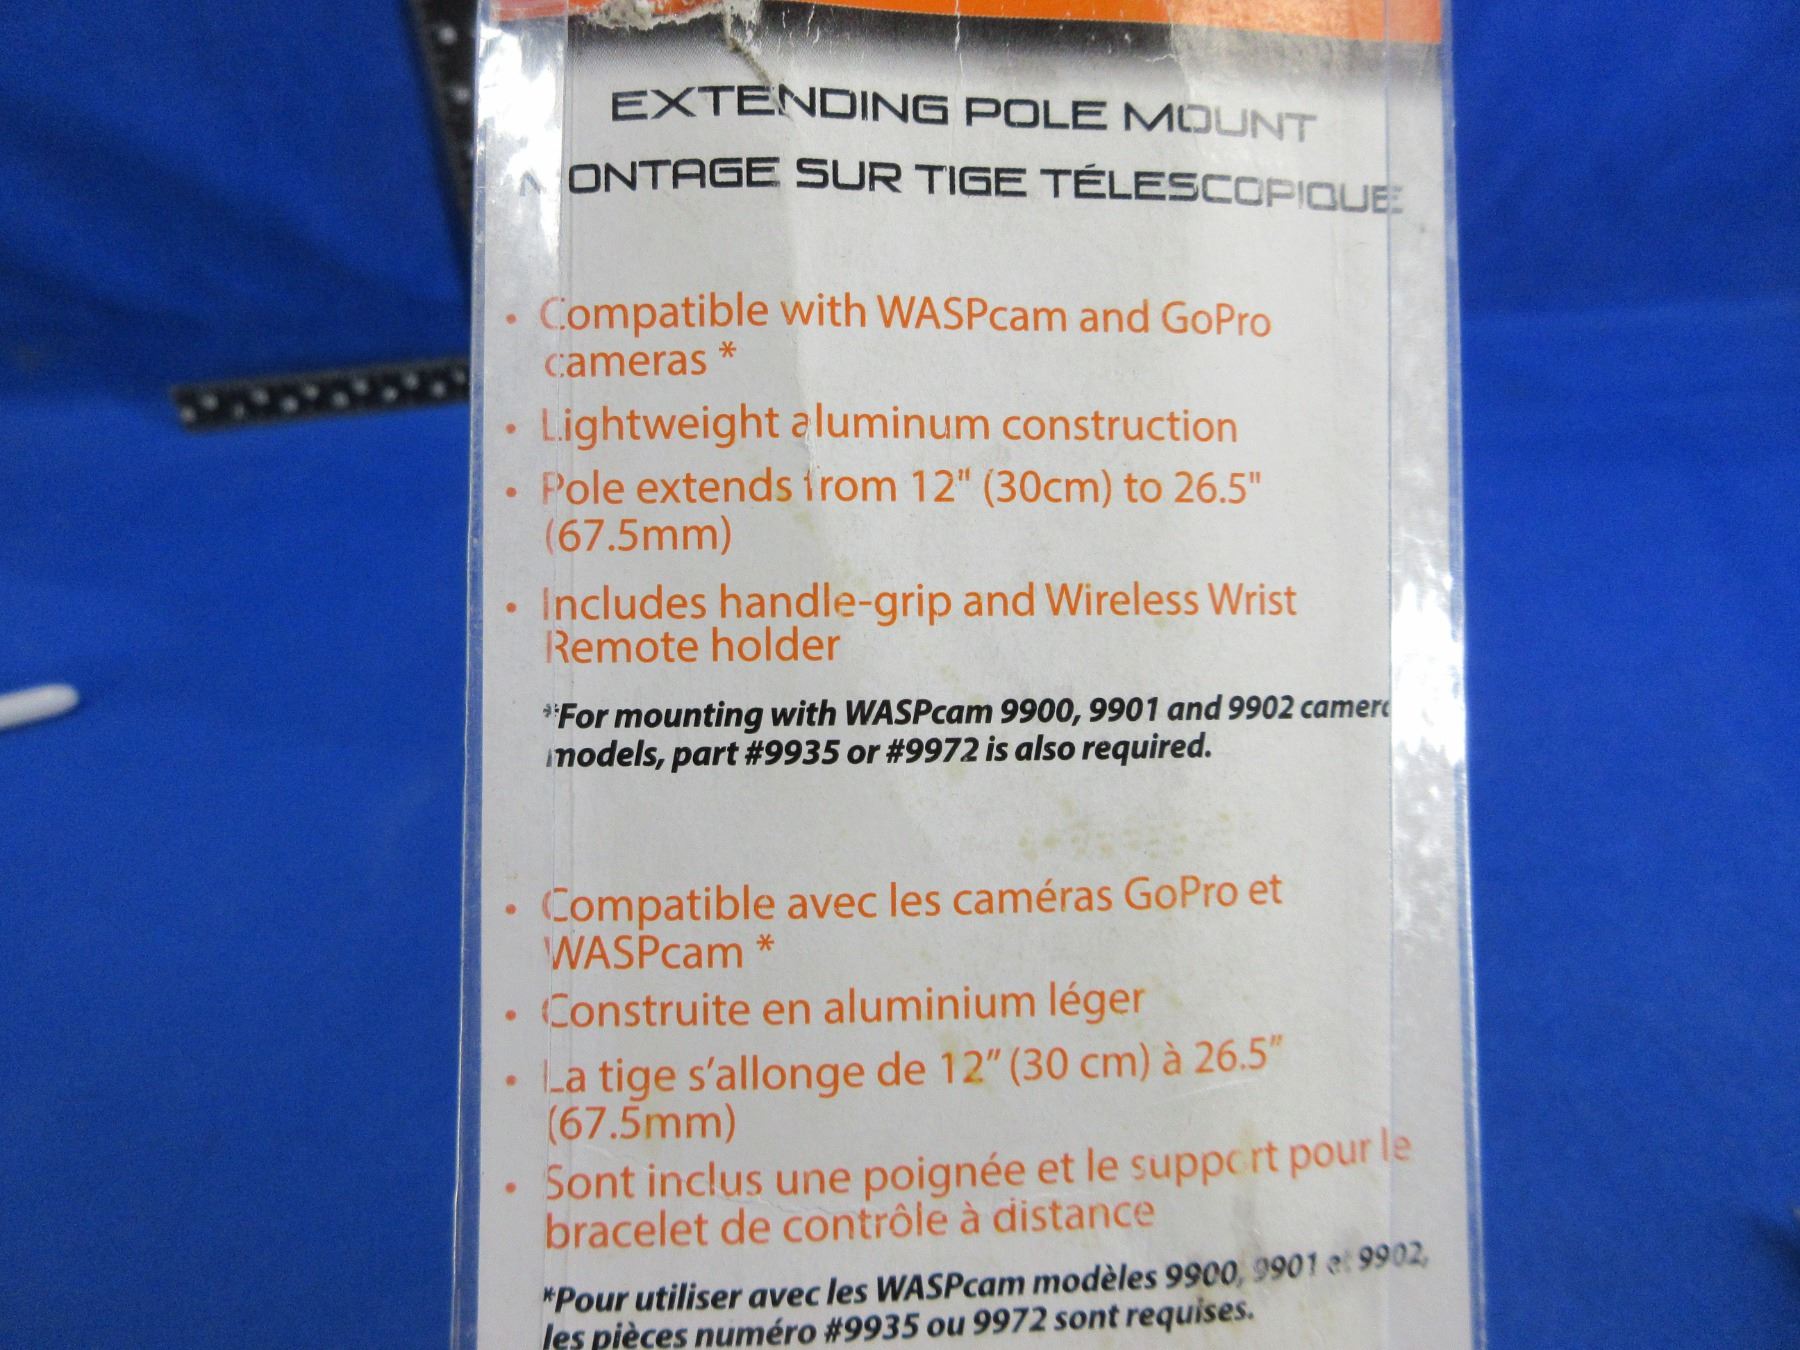 EXTENDING POLE MOUNT
MONTAGE SUR TIGE TÉLESCOPIQUE
• Compatible with WASPcam and GoPro
cameras *
• Lightweight aluminum construction
• Pole extends from 12" (30cm) to 26.5"
(67.5mm)
• Includes handle-grip and Wireless Wrist
Remote holder
*For mounting with WASPcam 9900, 9901 and 9902 camera
models, part #9935 or #9972 is also required.
• Compatible avec les caméras GoPro et
WASPcam *
• Construite en aluminium léger
• La tige s'allonge de 12" (30 cm) à 26.5"
(67.5mm)
• Sont inclus une poignée et le support pour le
bracelet de contrôle à distance
*Pour utiliser avec les WASPcam modèles 9900, 9901 et 9902,
les pièces numéro #9935 ou 9972 sont requises.